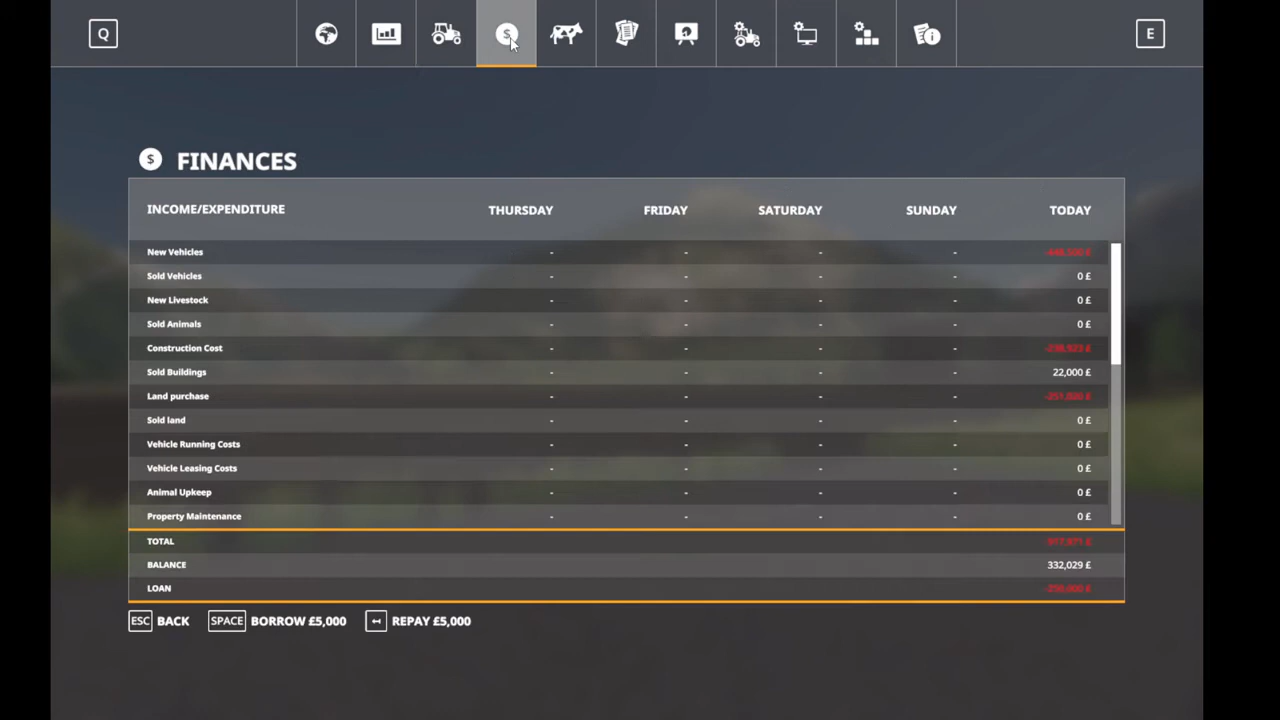 Q
E
FINANCES
INCOME/EXPENDITURE THURSDAY FRIDAY SATURDAY SUNDAY TODAY
New Vehicles - - - -
Sold Vehicles - - - - 0 £
New Livestock - - - - 0 £
Sold Animals - - - - 0 £
Construction Cost - - - -
Sold Buildings - - - - 22,000 £
Land purchase - - - -
Sold land - - - - 0 £
Vehicle Running Costs - - - - 0 £
Vehicle Leasing Costs - - - - 0 £
Animal Upkeep - - - - 0 £
Property Maintenance - - - - 0 £
TOTAL
BALANCE 332,029 £
LOAN
ESC BACK SPACE BORROW £5,000 REPAY £5,000